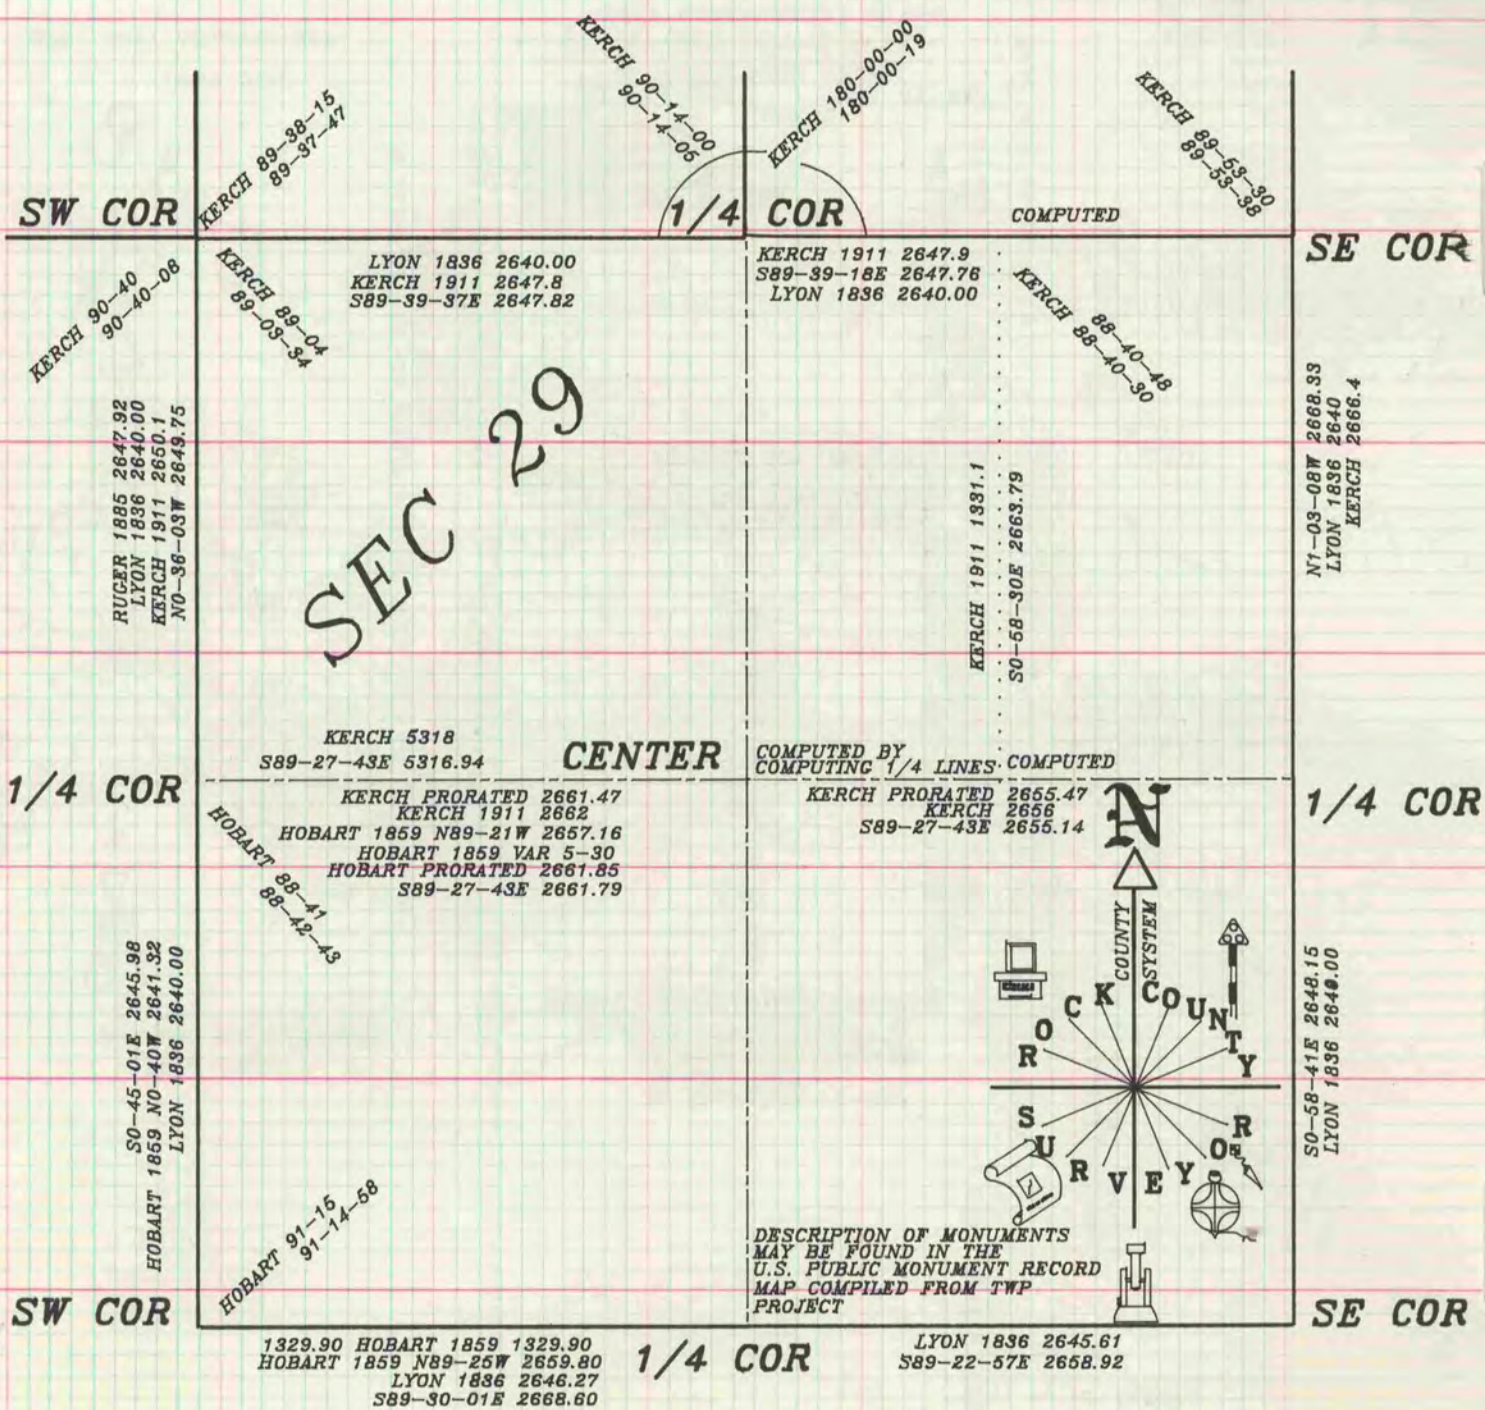 KERCH 89-38-15
89-37-47
KERCH 90-14-00
90-14-05
KERCH 180-00-00
180-00-19
KERCH 89-53-30
89-53-38
SW COR
1/4 COR
COMPUTED
SE COR
KERCH 90-40
90-40-08
KERCH 89-04
89-03-34
LYON 1836 2640.00
KERCH 1911 2647.8
S89-39-37E 2647.82
KERCH 1911 2647.9
S89-39-18E 2647.76
LYON 1836 2640.00
88-40-48
KERCH 88-40-30
RUGER 1885 2647.92
LYON 1836 2640.00
KERCH 1911 2650.1
N0-36-03W 2649.75
SEC 29
KERCH 1911 1331.1
S0-58-30E 2663.79
N1-03-08W 2668.33
LYON 1836 2640
KERCH 2666.4
KERCH 5318
S89-27-43E 5316.94
CENTER
COMPUTED BY
COMPUTING 1/4 LINES
COMPUTED
1/4 COR
1/4 COR
KERCH PRORATED 2661.47
KERCH 1911 2662
HOBART 1859 N89-21W 2657.16
HOBART 1859 VAR 5-30
HOBART PRORATED 2661.85
S89-27-43E 2661.79
KERCH PRORATED 2655.47
KERCH 2656
S89-27-43E 2655.14
HOBART 88-41
88-42-43
N
COUNTY SYSTEM
ROCK COUNTY
SURVEYOR
S0-45-01E 2645.98
HOBART 1859 N0-40W 2641.32
LYON 1836 2640.00
S0-58-41E 2648.15
LYON 1836 2640.00
HOBART 91-15
91-14-58
DESCRIPTION OF MONUMENTS
MAY BE FOUND IN THE
U.S. PUBLIC MONUMENT RECORD
MAP COMPILED FROM TWP
PROJECT
SW COR
SE COR
1329.90 HOBART 1859 1329.90
HOBART 1859 N89-25W 2659.80
LYON 1836 2646.27
S89-30-01E 2668.60
1/4 COR
LYON 1836 2645.61
S89-22-57E 2658.92